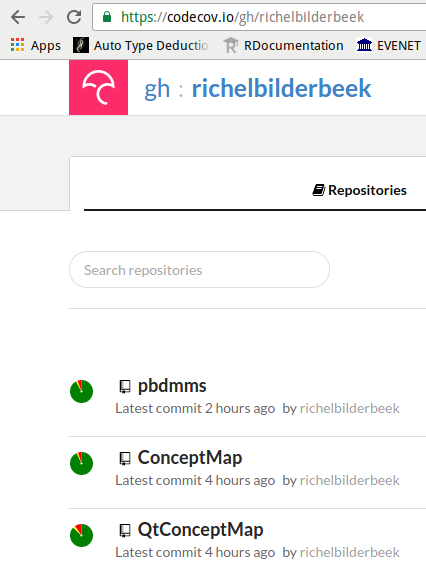 https://codecov.io/gh/richelbilderbeek
Apps Auto Type Deductio RDocumentation EVENET
gh : richelbilderbeek
Repositories
Search repositories
pbdmms
Latest commit 2 hours ago by richelbilderbeek
ConceptMap
Latest commit 4 hours ago by richelbilderbeek
QtConceptMap
Latest commit 4 hours ago by richelbilderbeek